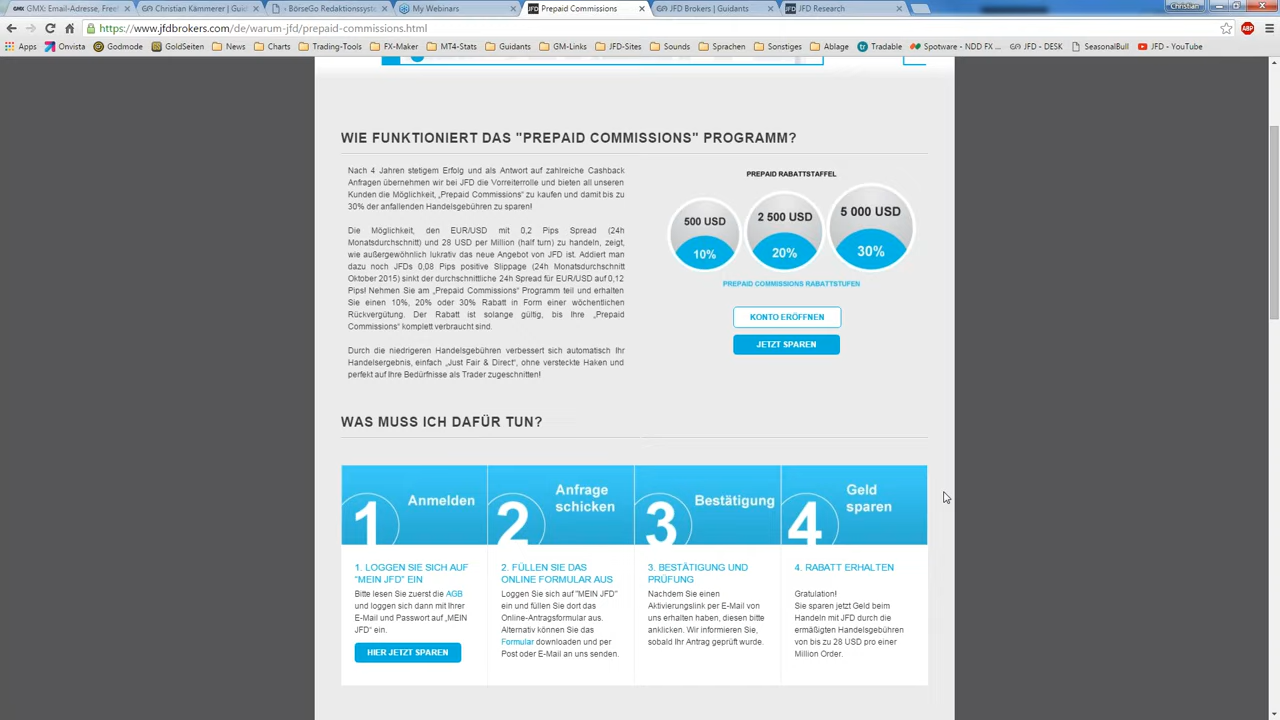 GMX: Email-Adresse, Frei
Christian Kämmerer | Guid
- BörseGo Redaktionssyst
My Webinars
JFD Prepaid Commissions
JFD Brokers | Guidants
JFD Research
Christian
https://www.jfdbrokers.com/de/warum-jfd/prepaid-commissions.html
ABP
Apps Onvista Godmode GoldSeiten News Charts Trading-Tools FX-Maker MT4-Stats Guidants GM-Links JFD-Sites Sounds Sprachen Sonstiges Ablage Tradable Spotware - NDD FX ... JFD - DESK SeasonalBull JFD - YouTube
WIE FUNKTIONIERT DAS "PREPAID COMMISSIONS" PROGRAMM?
Nach 4 Jahren stetigem Erfolg und als Antwort auf zahlreiche Cashback
Anfragen übernehmen wir bei JFD die Vorreiterrolle und bieten all unseren
Kunden die Möglichkeit, „Prepaid Commissions“ zu kaufen und damit bis zu
30% der anfallenden Handelsgebühren zu sparen!
Die Möglichkeit, den EUR/USD mit 0,2 Pips Spread (24h
Monatsdurchschnitt) und 28 USD per Million (half turn) zu handeln, zeigt,
wie außergewöhnlich lukrativ das neue Angebot von JFD ist. Addiert man
dazu noch JFDs 0,08 Pips positive Slippage (24h Monatsdurchschnitt
Oktober 2015) sinkt der durchschnittliche 24h Spread für EUR/USD auf 0,12
Pips! Nehmen Sie am „Prepaid Commissions“ Programm teil und erhalten
Sie einen 10%, 20% oder 30% Rabatt in Form einer wöchentlichen
Rückvergütung. Der Rabatt ist solange gültig, bis Ihre „Prepaid
Commissions“ komplett verbraucht sind.
Durch die niedrigeren Handelsgebühren verbessert sich automatisch Ihr
Handelsergebnis, einfach „Just Fair & Direct“, ohne versteckte Haken und
perfekt auf Ihre Bedürfnisse als Trader zugeschnitten!
PREPAID RABATTSTAFFEL
500 USD
10%
2 500 USD
20%
5 000 USD
30%
PREPAID COMMISSIONS RABATTSTUFEN
KONTO ERÖFFNEN
JETZT SPAREN
WAS MUSS ICH DAFÜR TUN?
1 Anmelden
2 Anfrage
schicken
3 Bestätigung
4 Geld
sparen
1. LOGGEN SIE SICH AUF
"MEIN JFD" EIN
Bitte lesen Sie zuerst die AGB
und loggen sich dann mit Ihrer
E-Mail und Passwort auf „MEIN
JFD“ ein.
HIER JETZT SPAREN
2. FÜLLEN SIE DAS
ONLINE FORMULAR AUS
Loggen Sie sich auf "MEIN JFD"
ein und füllen Sie dort das
Online-Antragsformular aus.
Alternativ können Sie das
Formular downloaden und per
Post oder E-Mail an uns senden.
3. BESTÄTIGUNG UND
PRÜFUNG
Nachdem Sie einen
Aktivierungslink per E-Mail von
uns erhalten haben, diesen bitte
anklicken. Wir informieren Sie,
sobald Ihr Antrag geprüft wurde.
4. RABATT ERHALTEN
Gratulation!
Sie sparen jetzt Geld beim
Handeln mit JFD durch die
ermäßigten Handelsgebühren
von bis zu 28 USD pro einer
Million Order.